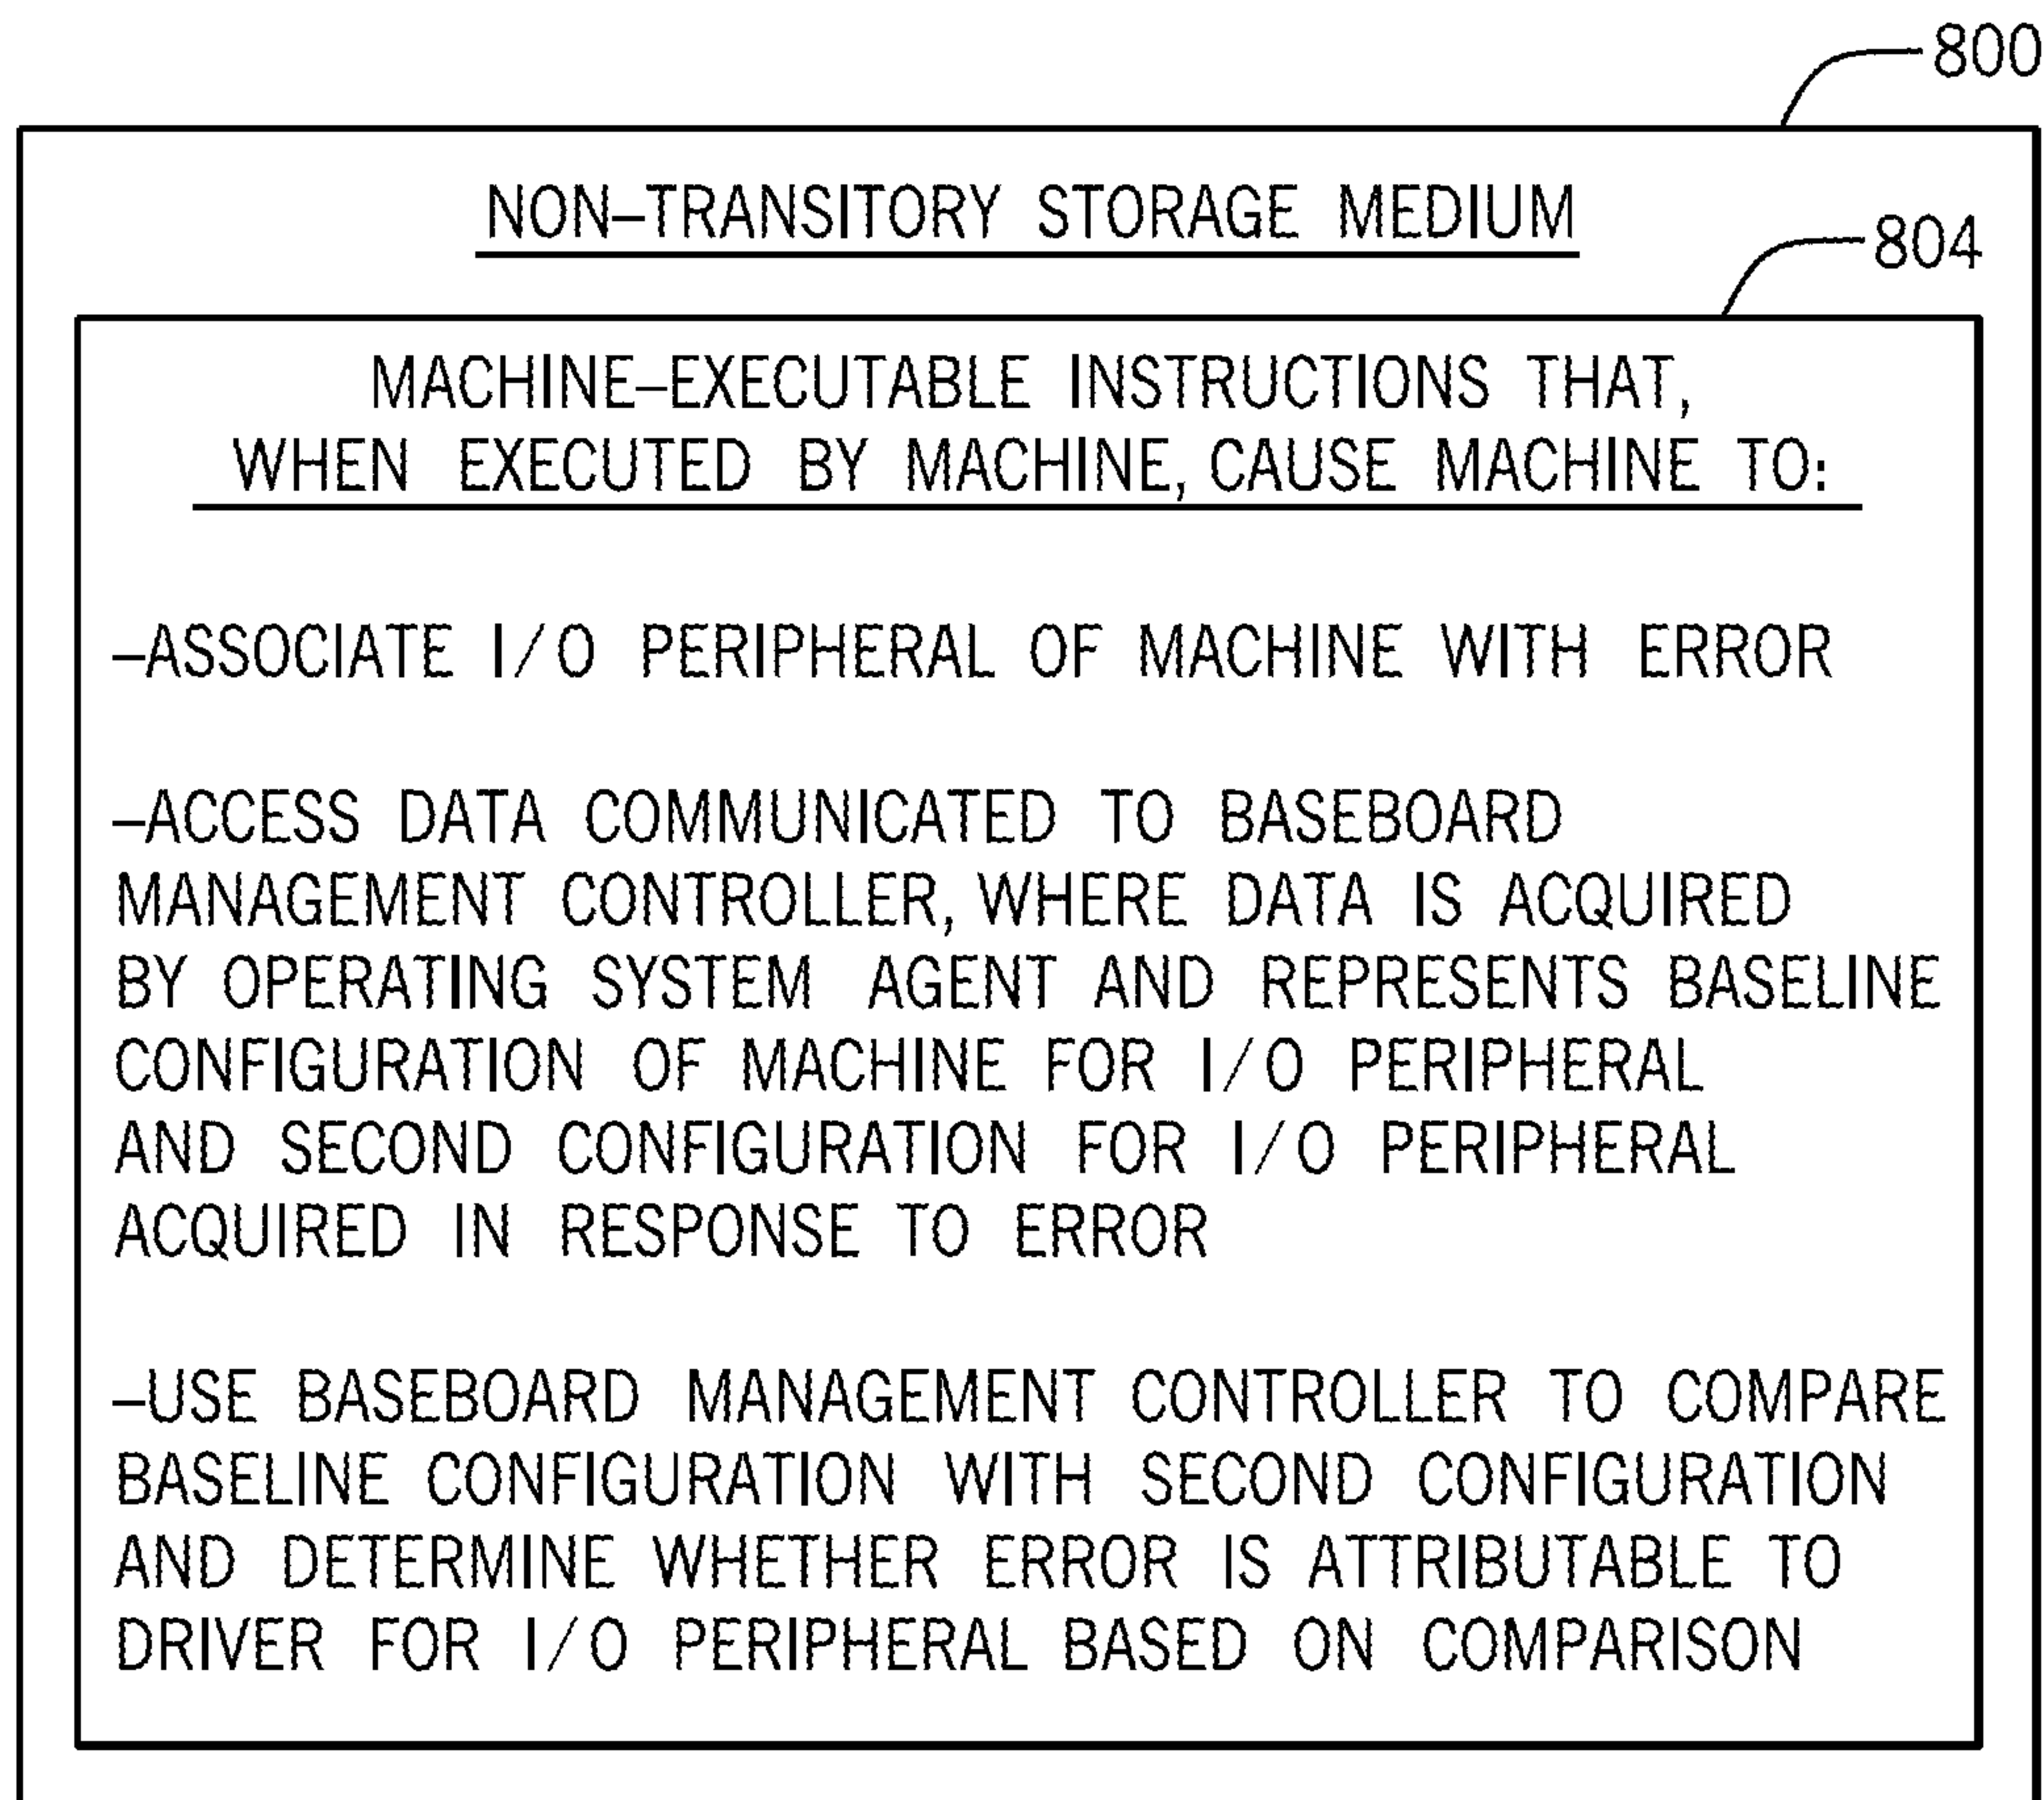 800
NON-TRANSITORY STORAGE MEDIUM
804
MACHINE-EXECUTABLE INSTRUCTIONS THAT,
WHEN EXECUTED BY MACHINE, CAUSE MACHINE TO:
-ASSOCIATE I/O PERIPHERAL OF MACHINE WITH ERROR
-ACCESS DATA COMMUNICATED TO BASEBOARD
MANAGEMENT CONTROLLER, WHERE DATA IS ACQUIRED
BY OPERATING SYSTEM AGENT AND REPRESENTS BASELINE
CONFIGURATION OF MACHINE FOR I/O PERIPHERAL
AND SECOND CONFIGURATION FOR I/O PERIPHERAL
ACQUIRED IN RESPONSE TO ERROR
-USE BASEBOARD MANAGEMENT CONTROLLER TO COMPARE
BASELINE CONFIGURATION WITH SECOND CONFIGURATION
AND DETERMINE WHETHER ERROR IS ATTRIBUTABLE TO
DRIVER FOR I/O PERIPHERAL BASED ON COMPARISON